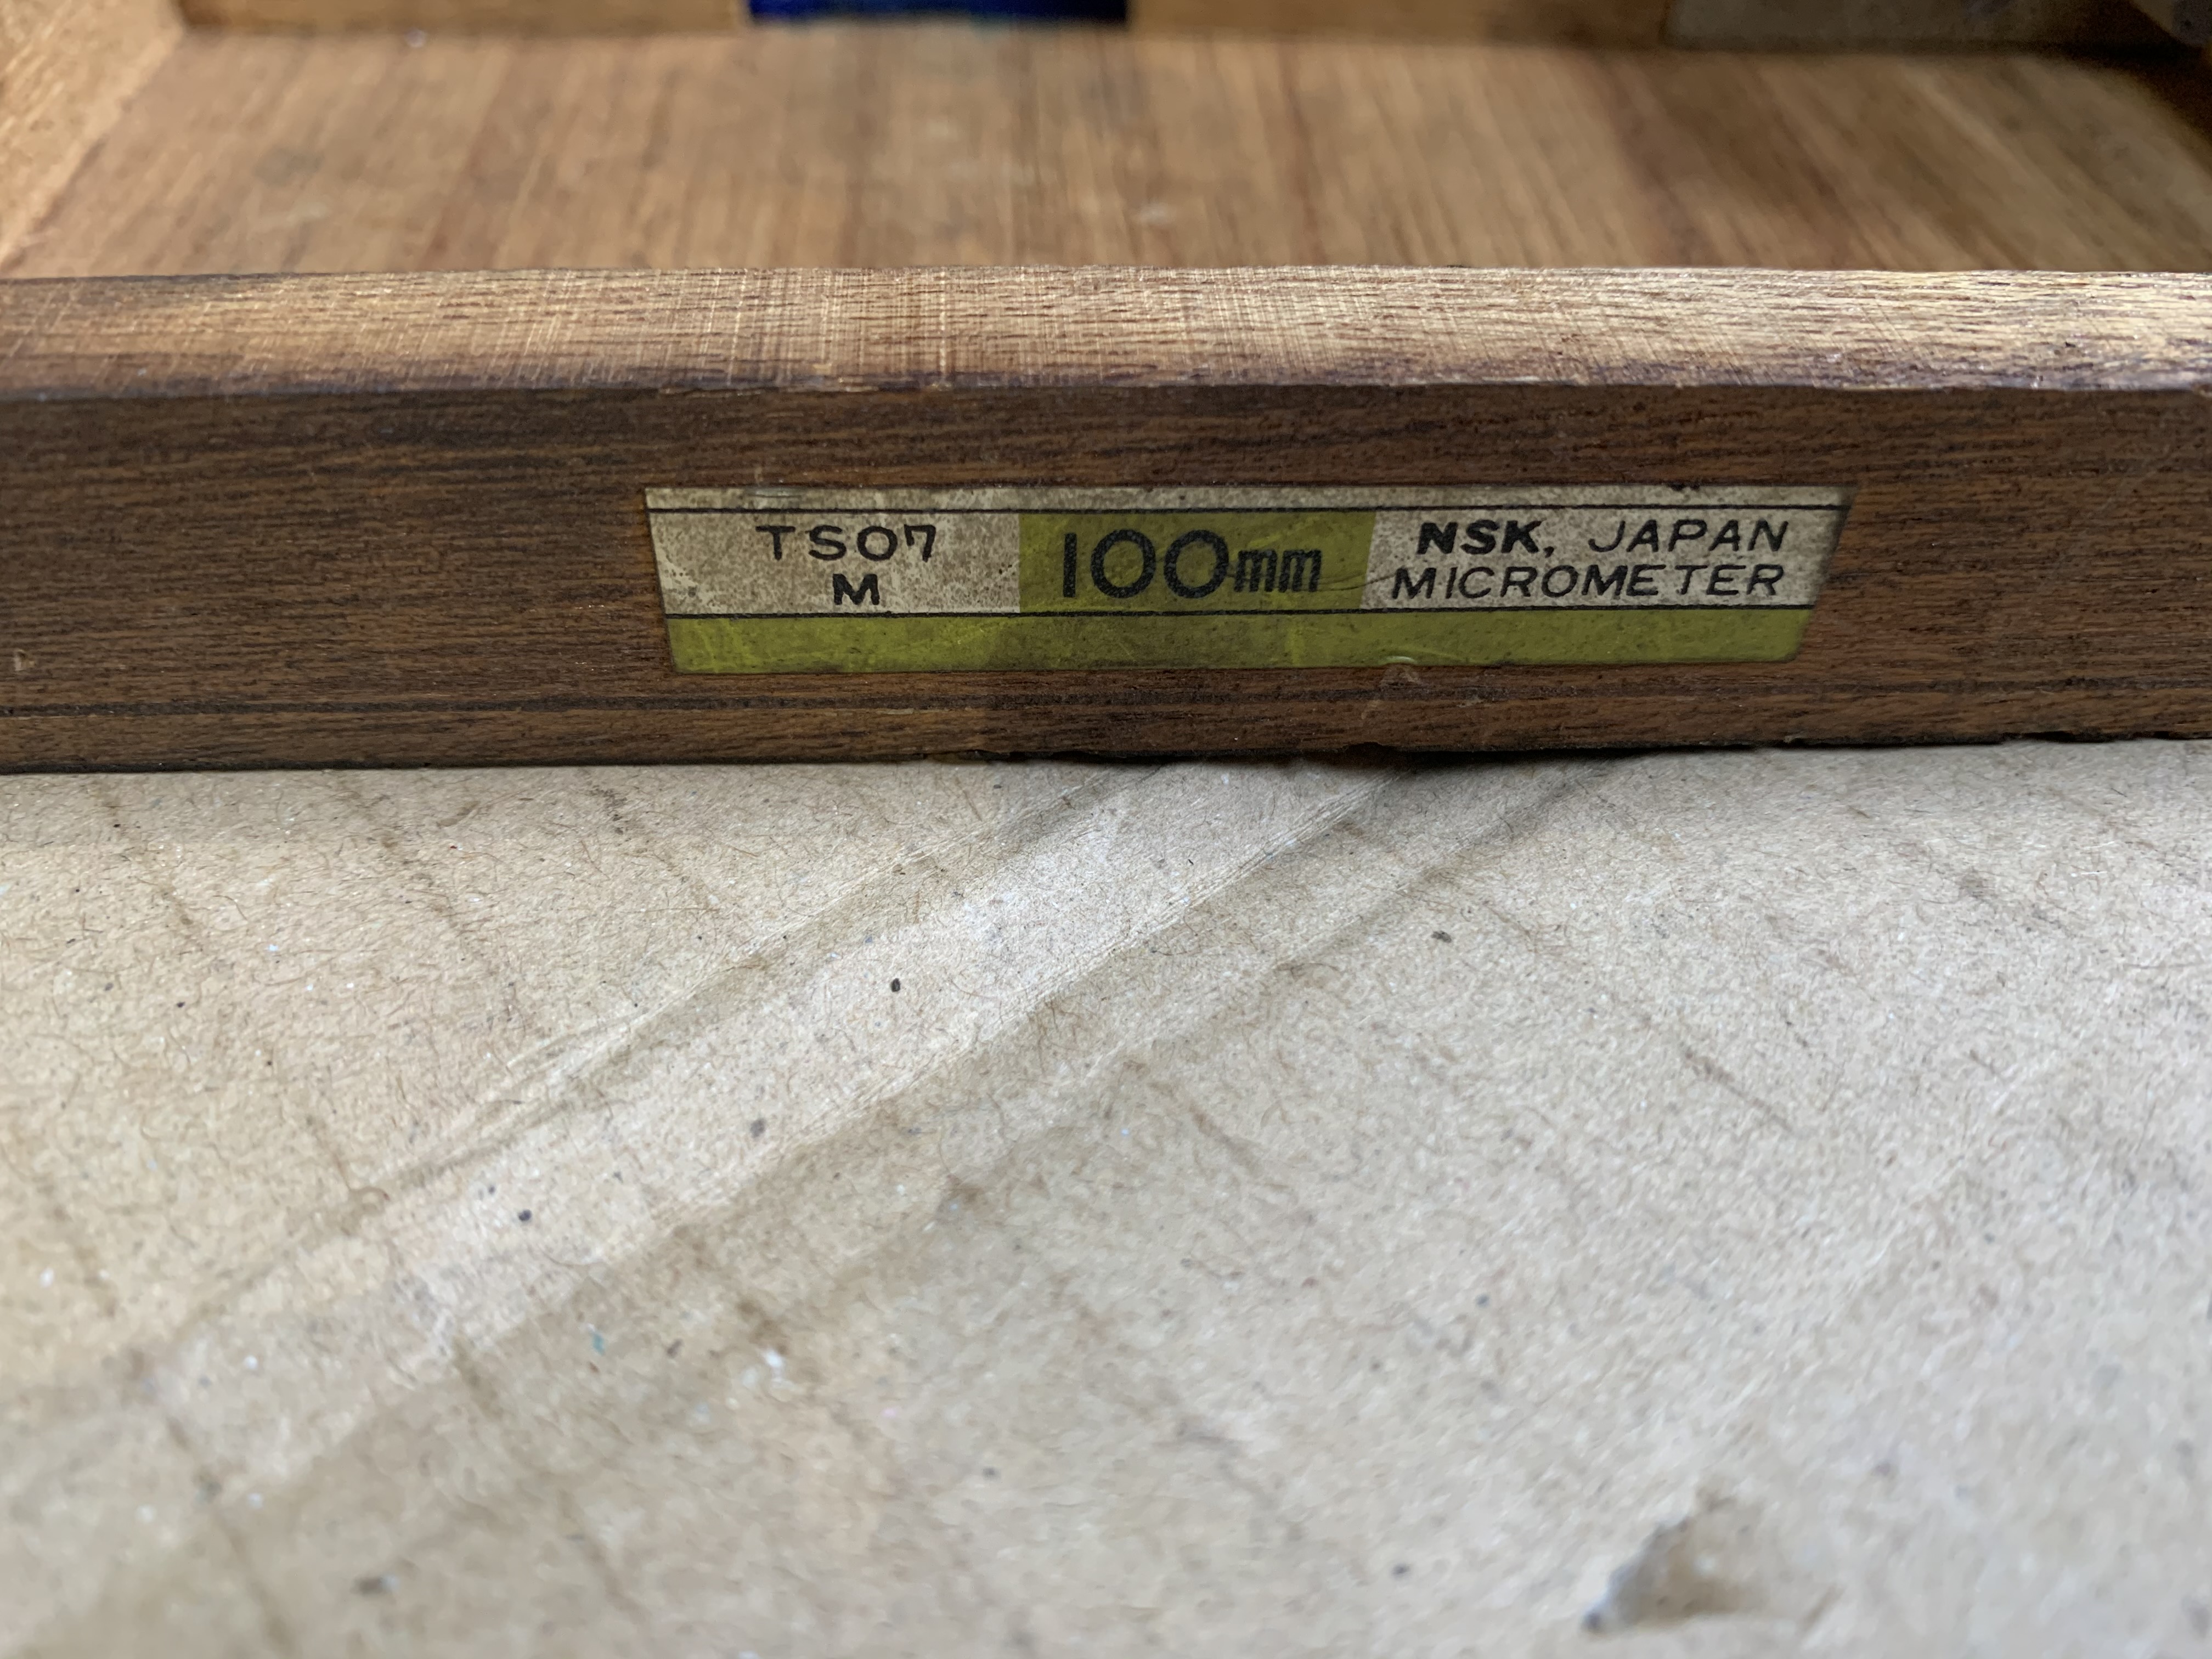 TS07
M
100mm
NSK, JAPAN
MICROMETER